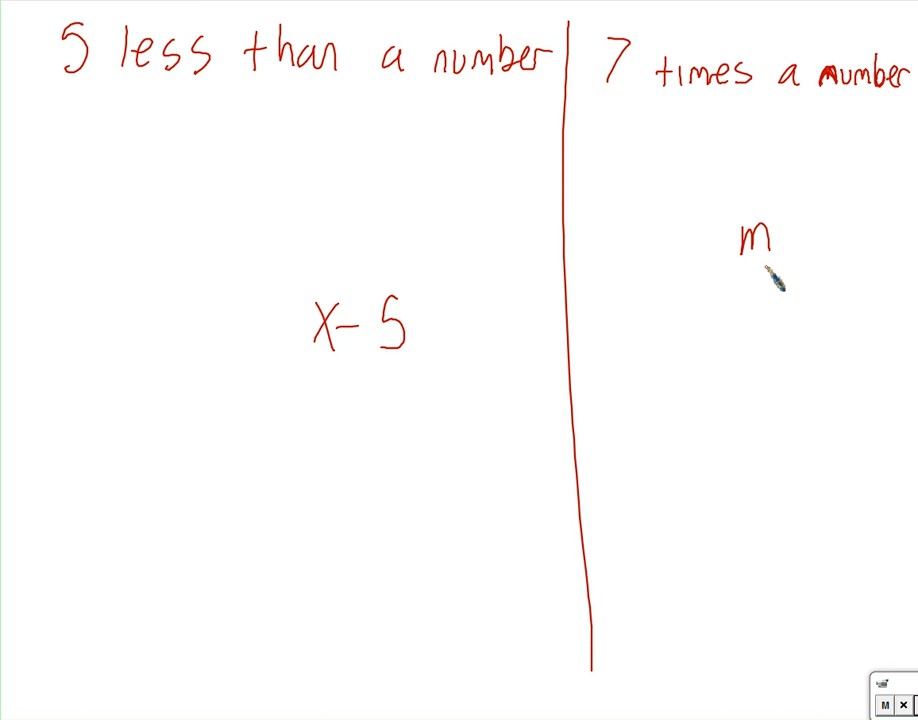 5 less than a number
7 times a number
m
x - 5
M X